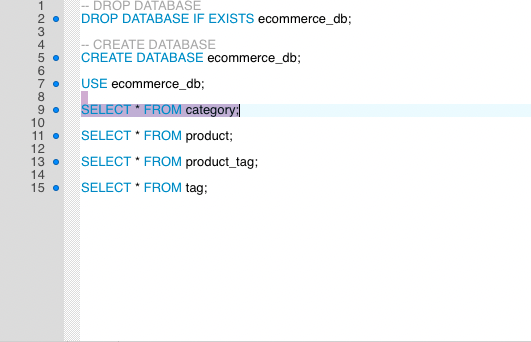 1 -- DROP DATABASE
2 DROP DATABASE IF EXISTS ecommerce_db;
3
4 -- CREATE DATABASE
5 CREATE DATABASE ecommerce_db;
6
7 USE ecommerce_db;
8
9 SELECT * FROM category;
10
11 SELECT * FROM product;
12
13 SELECT * FROM product_tag;
14
15 SELECT * FROM tag;